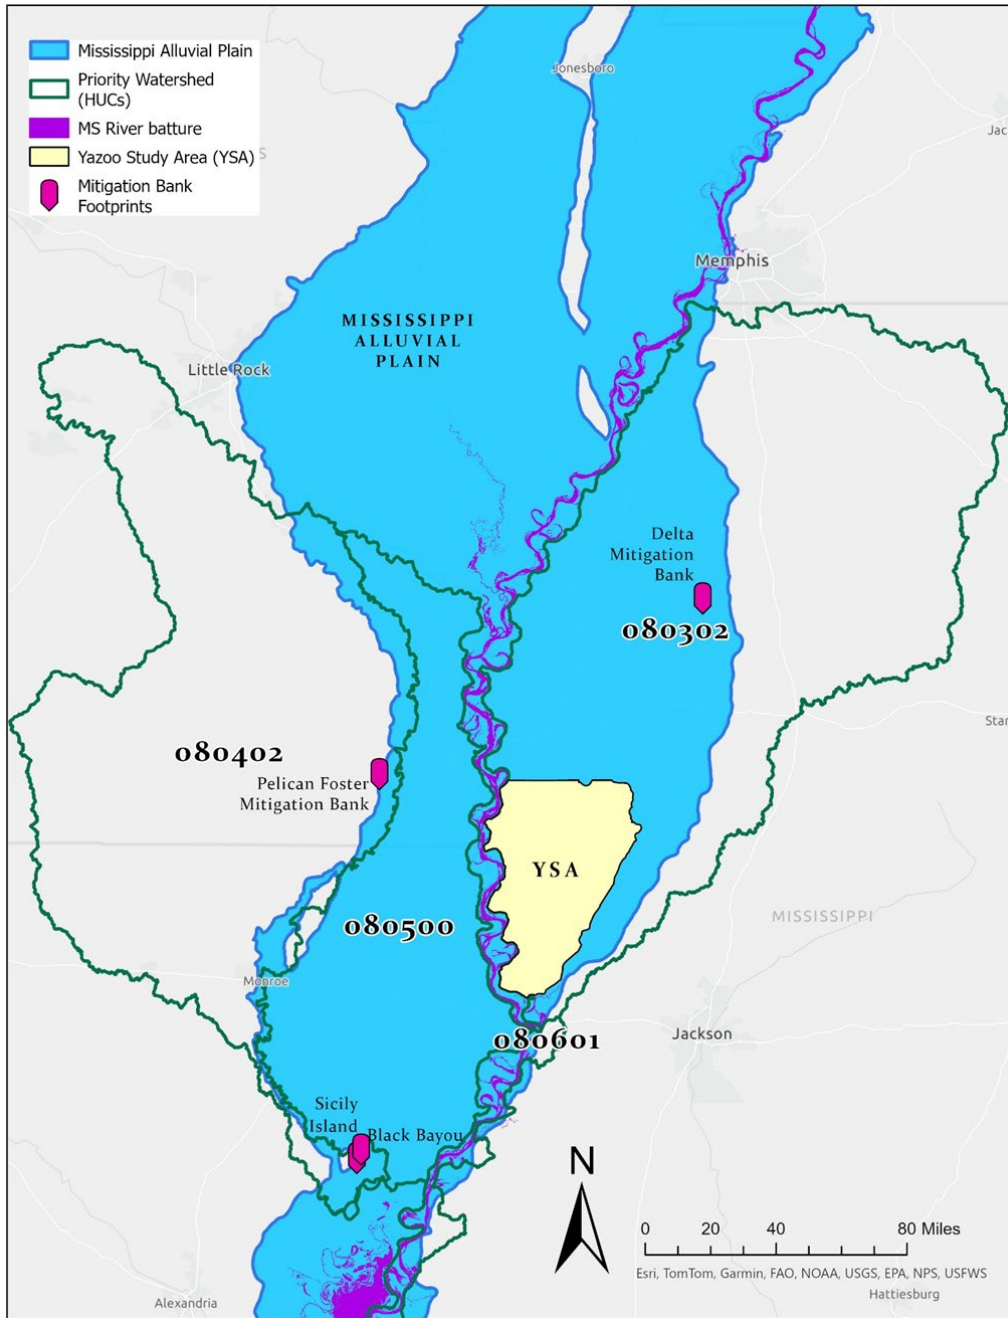 Mississippi Alluvial Plain
Priority Watershed
(HUCs)
MS River batture
Yazoo Study Area (YSA)
Mitigation Bank
Footprints
S
Jonesboro
Jac
Memphis
MISSISSIPPI
ALLUVIAL
PLAIN
Little Rock
Delta
Mitigation
Bank
080302
Star
080402
Pelican Foster
Mitigation Bank
YSA
MISSISSIPPI
080500
Monroe
080601
Jackson
Sicily
Island
Black Bayou
N
0 20 40 80 Miles
Esri, TomTom, Garmin, FAO, NOAA, USGS, EPA, NPS, USFWS
Hattiesburg
Alexandria